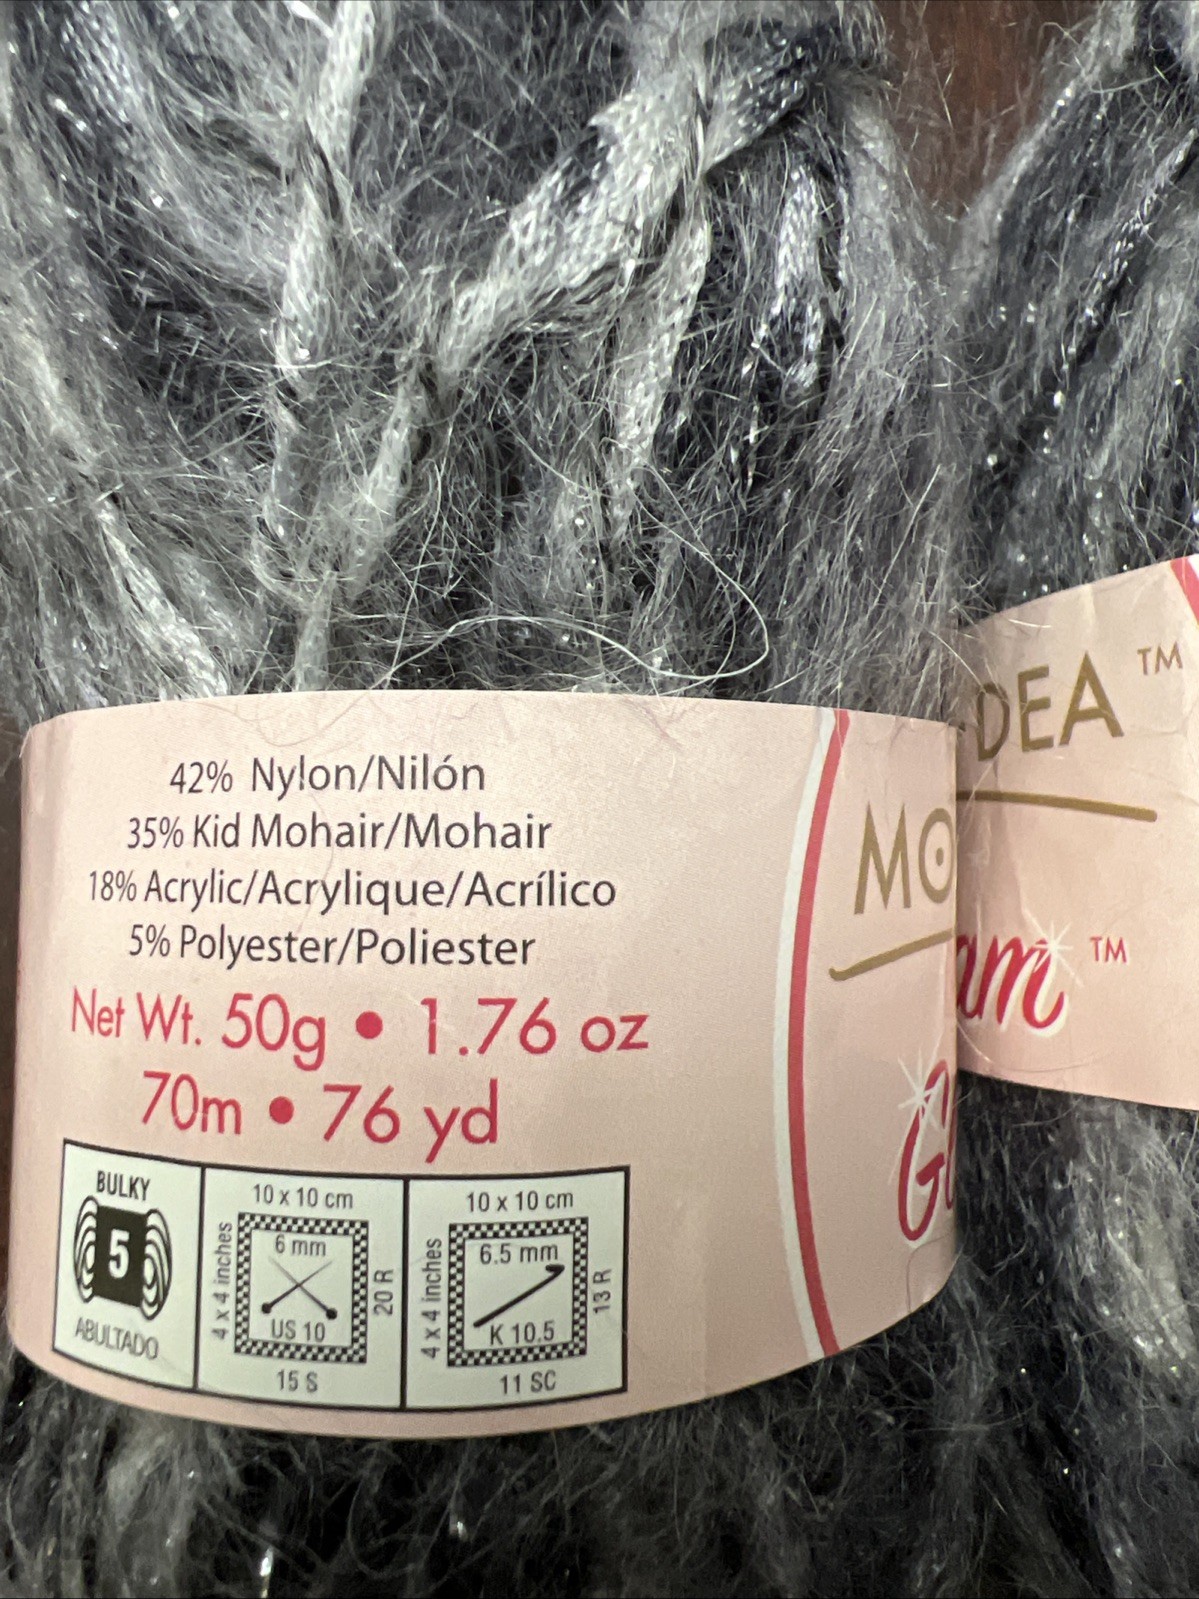 42% Nylon/Nilón
35% Kid Mohair/Mohair
18% Acrylic/Acrylique/Acrílico
5% Polyester/Poliester
Net Wt. 50g • 1.76 oz
70m • 76 yd
BULKY
5
ABULTADO
10 x 10 cm
4 x 4 inches
6 mm
US 10
20 R
15 S
10 x 10 cm
4 x 4 inches
6.5 mm
K 10.5
13 R
11 SC
MO
Gl
DEA™
am™